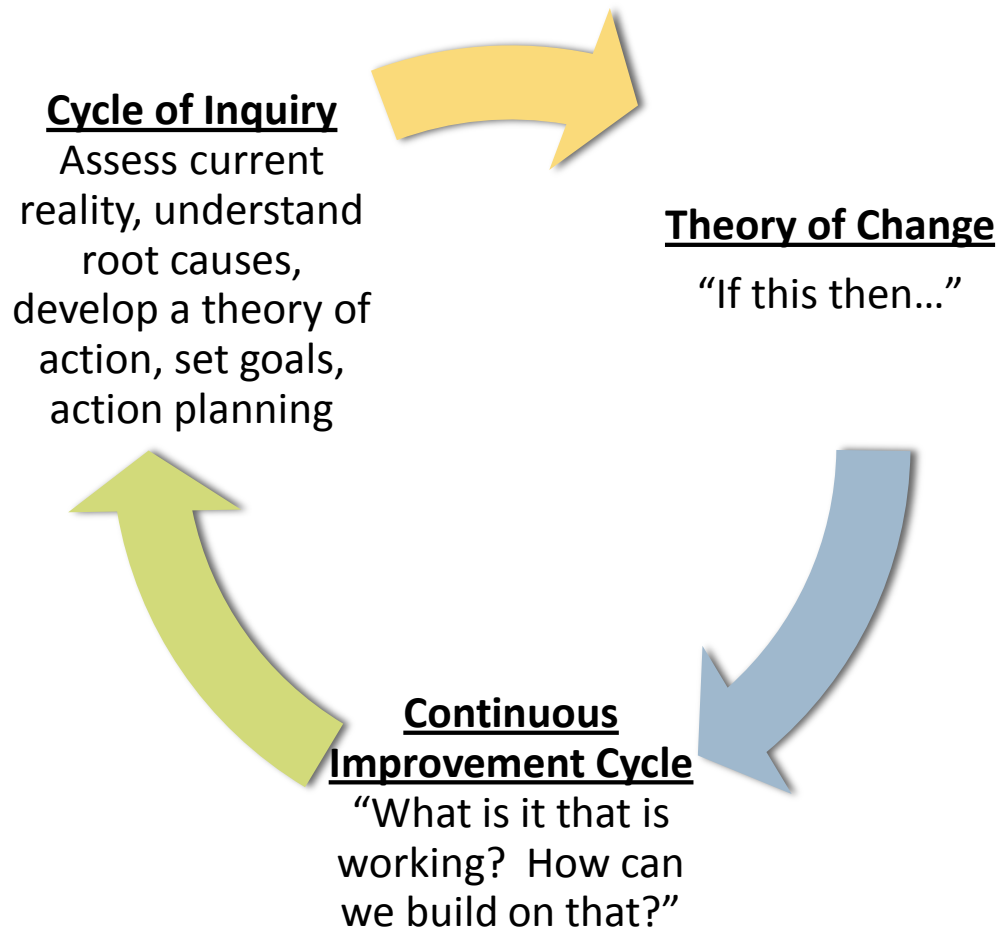 Cycle of Inquiry
Assess current
reality, understand
root causes,
develop a theory of
action, set goals,
action planning
Theory of Change
“If this then…”
Continuous
Improvement Cycle
“What is it that is
working?  How can
we build on that?”